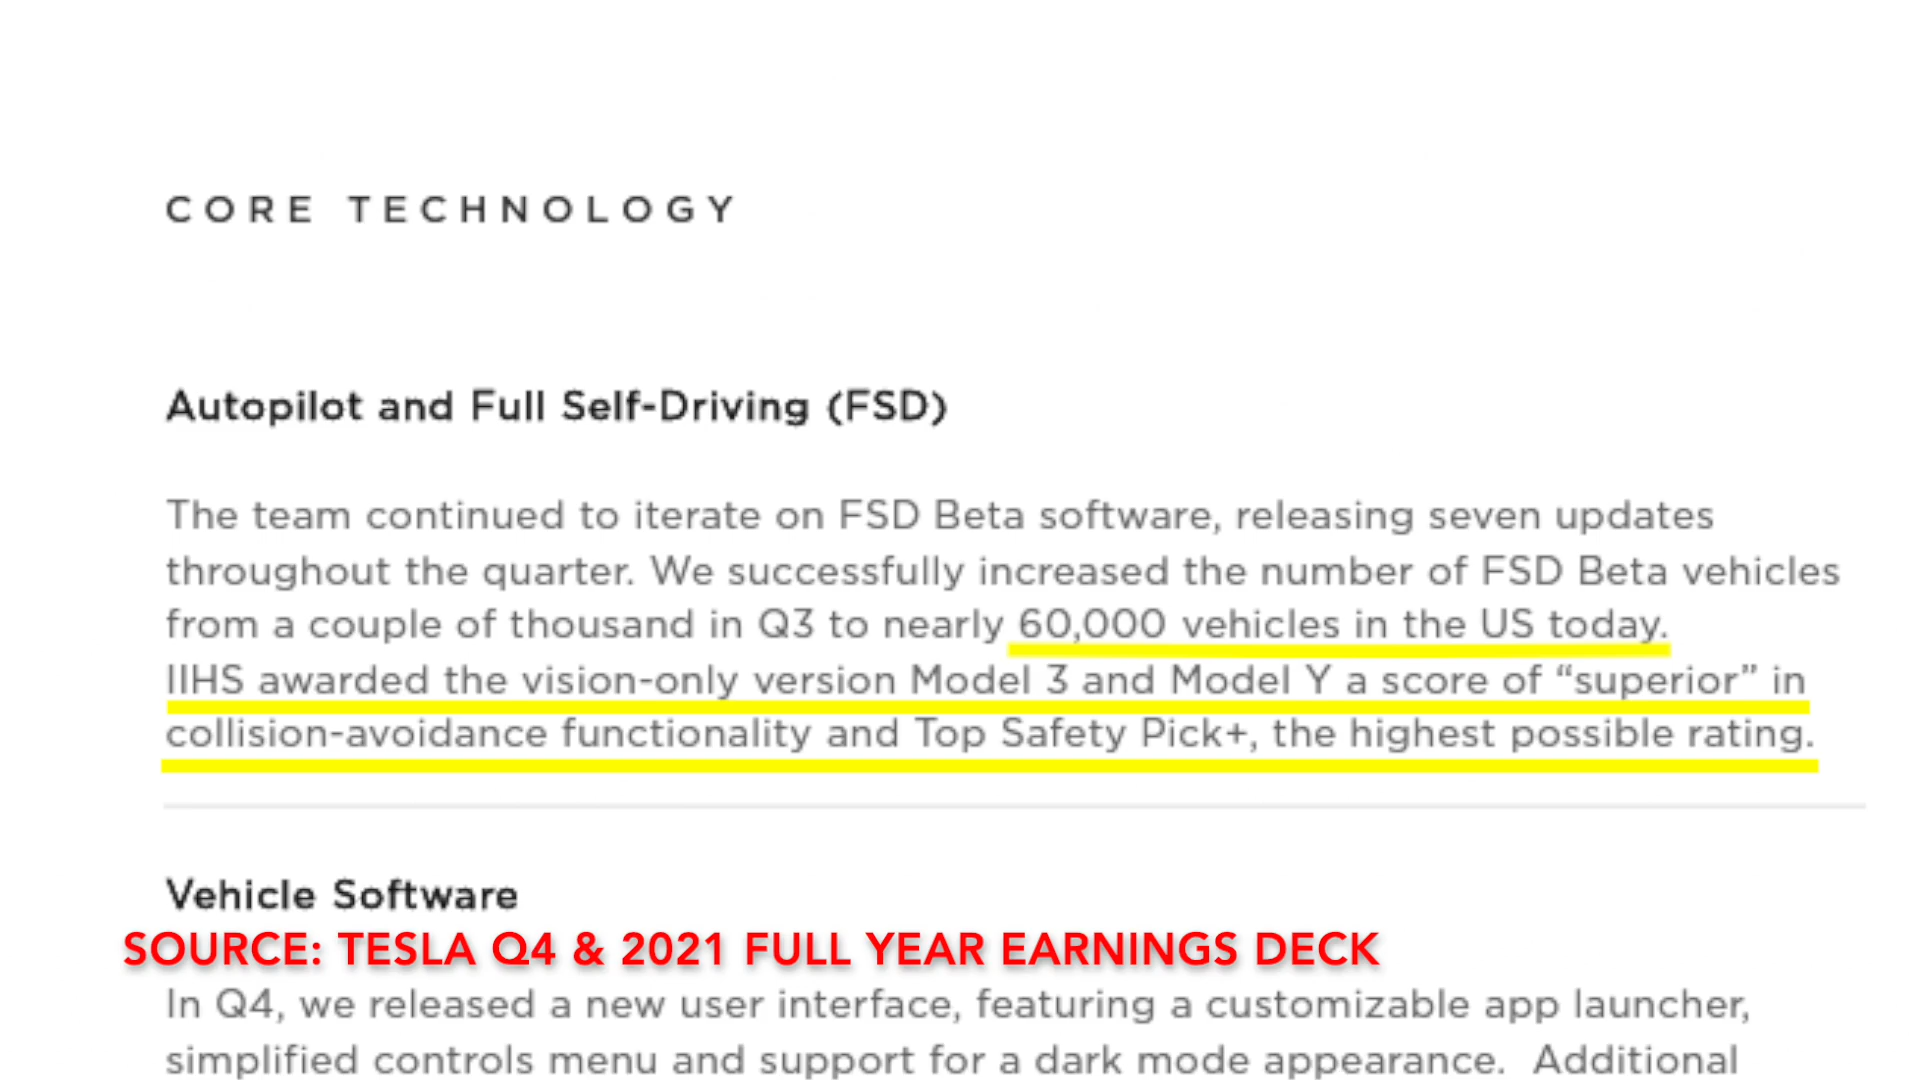 CORE TECHNOLOGY
Autopilot and Full Self-Driving (FSD)
The team continued to iterate on FSD Beta software, releasing seven updates
throughout the quarter. We successfully increased the number of FSD Beta vehicles
from a couple of thousand in Q3 to nearly 60,000 vehicles in the US today.
IIHS awarded the vision-only version Model 3 and Model Y a score of “superior” in
collision-avoidance functionality and Top Safety Pick+, the highest possible rating.
Vehicle Software
SOURCE: TESLA Q4 & 2021 FULL YEAR EARNINGS DECK
In Q4, we released a new user interface, featuring a customizable app launcher,
simplified controls menu and support for a dark mode appearance. Additional